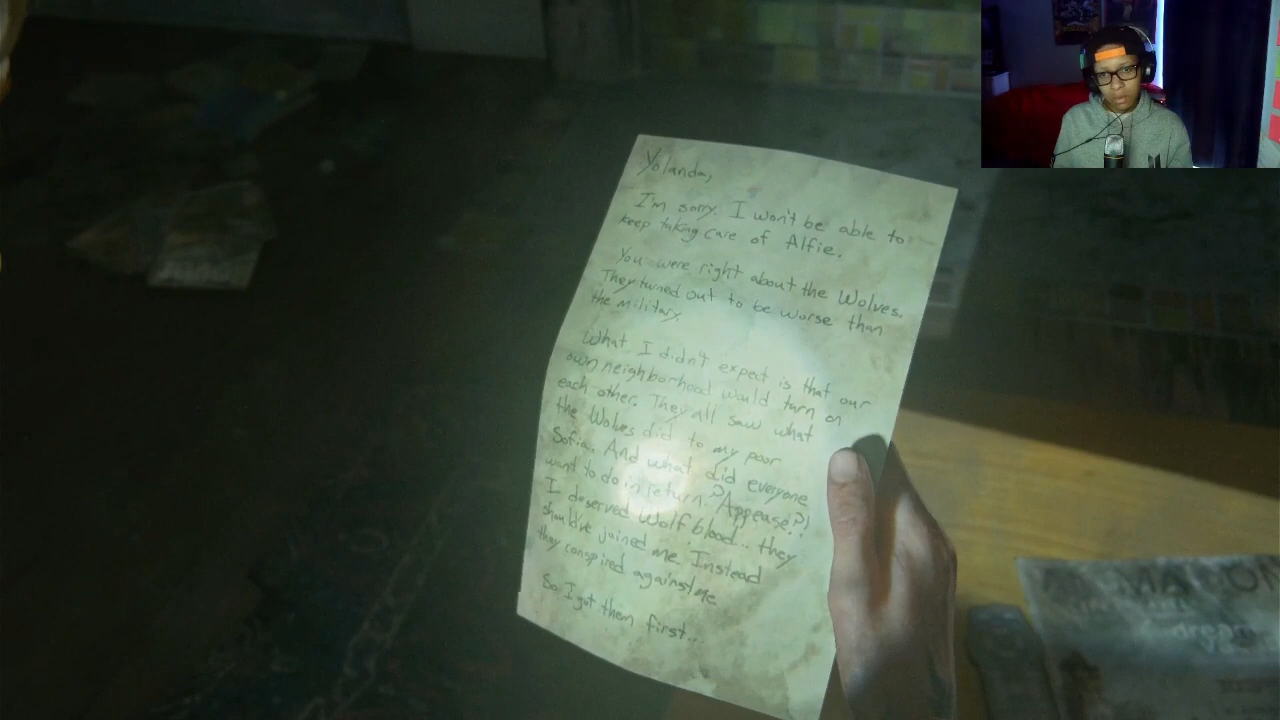 Yolanda,
I'm sorry. I won't be able to
keep taking care of Alfie.
You were right about the Wolves.
They turned out to be worse than
the military.
What I didn't expect is that our
own neighborhood would turn on
each other. They all saw what
the Wolves did to my poor
Sofia. And what did everyone
want to do in return? Appease?!
I deserved Wolf blood... they
should've joined me. Instead
they conspired against me
So I got them first...